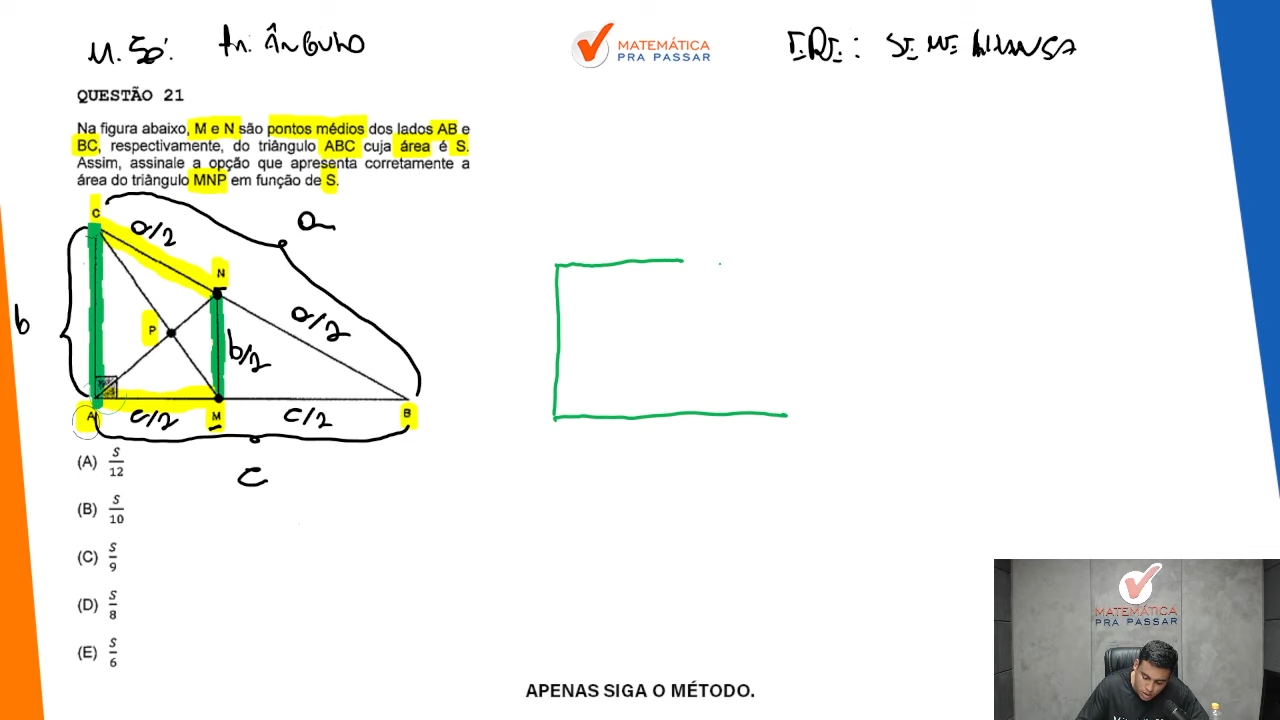 M. 50: Triângulo
MATEMÁTICA
PRA PASSAR
SEMELHANÇA
QUESTÃO 21
Na figura abaixo, M e N são pontos médios dos lados AB e
BC, respectivamente, do triângulo ABC cuja área é S.
Assim, assinale a opção que apresenta corretamente a
área do triângulo MNP em função de S.
C
a/2
a
N
b
P
b/2
a/2
A
c/2
M
c/2
B
c
(A) S/12
(B) S/10
(C) S/9
(D) S/8
(E) S/6
MATEMÁTICA
PRA PASSAR
APENAS SIGA O MÉTODO.